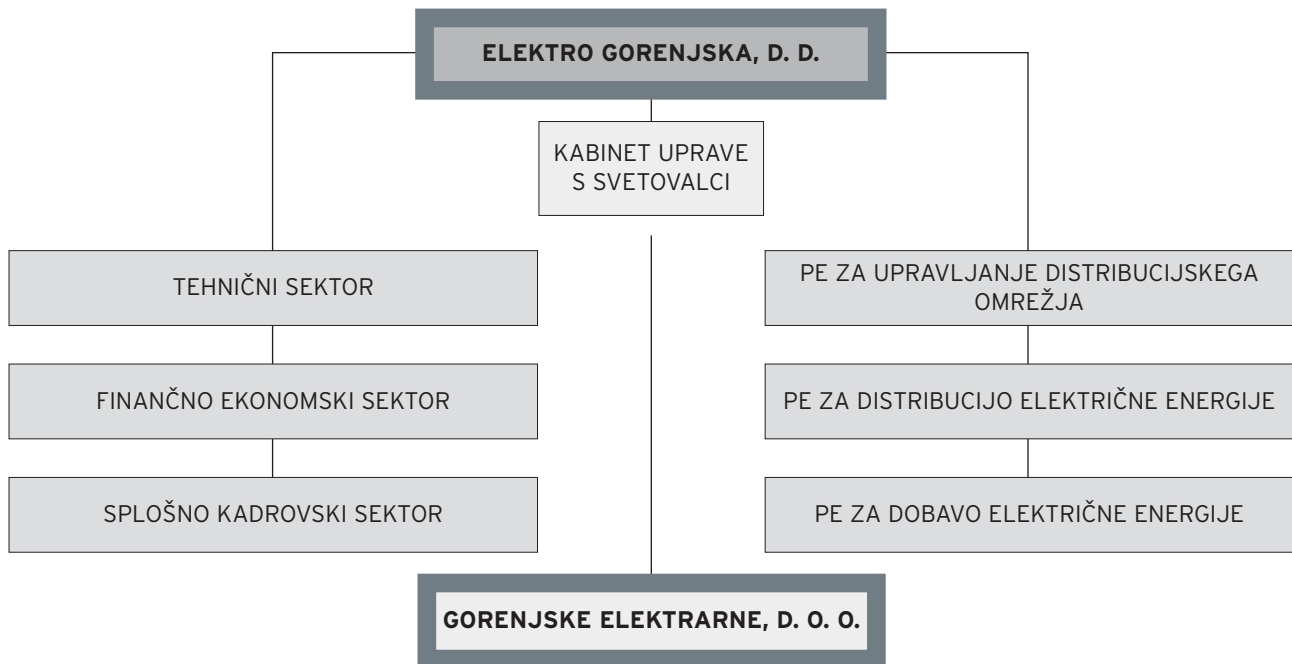 ELEKTRO GORENJSKA, D. D.
KABINET UPRAVE
S SVETOVALCI
TEHNIČNI SEKTOR
FINANČNO EKONOMSKI SEKTOR
SPLOŠNO KADROVSKI SEKTOR
PE ZA UPRAVLJANJE DISTRIBUCIJSKEGA
OMREŽJA
PE ZA DISTRIBUCIJO ELEKTRIČNE ENERGIJE
PE ZA DOBAVO ELEKTRIČNE ENERGIJE
GORENJSKE ELEKTRARNE, D. O. O.